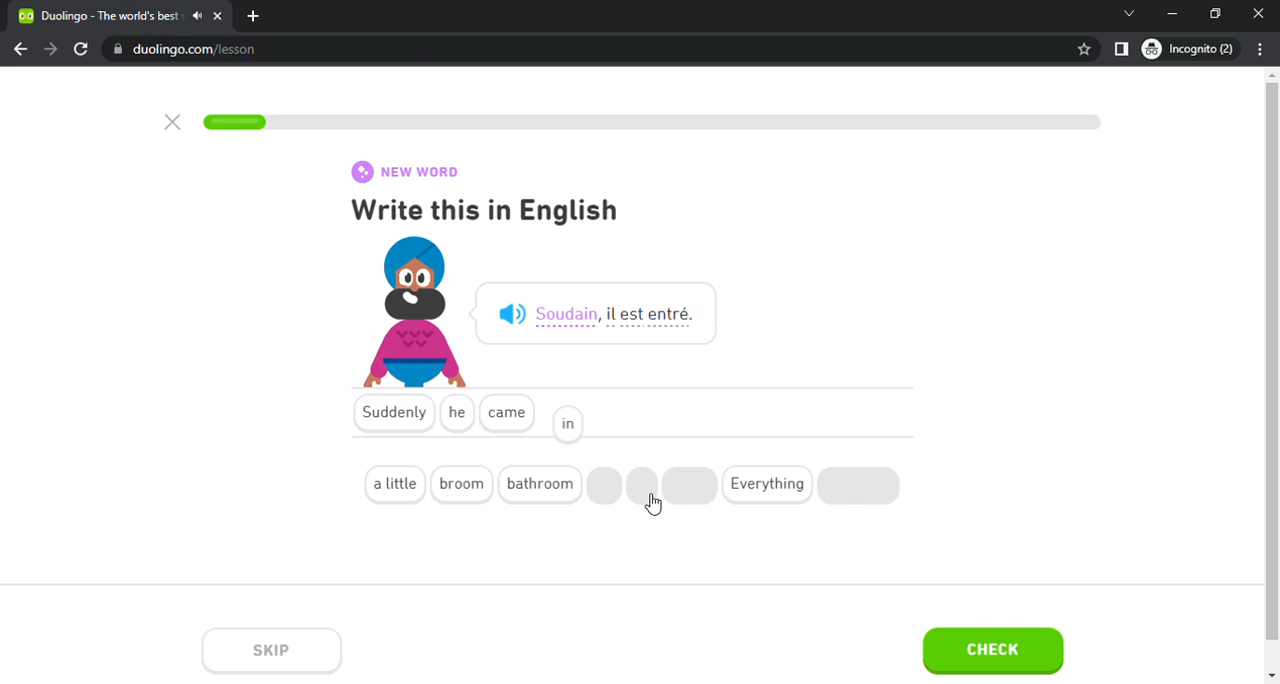 Duolingo - The world's best
duolingo.com/lesson
Incognito (2)
NEW WORD
Write this in English
Soudain, il est entré.
Suddenly he came in
a little broom bathroom Everything
SKIP
CHECK